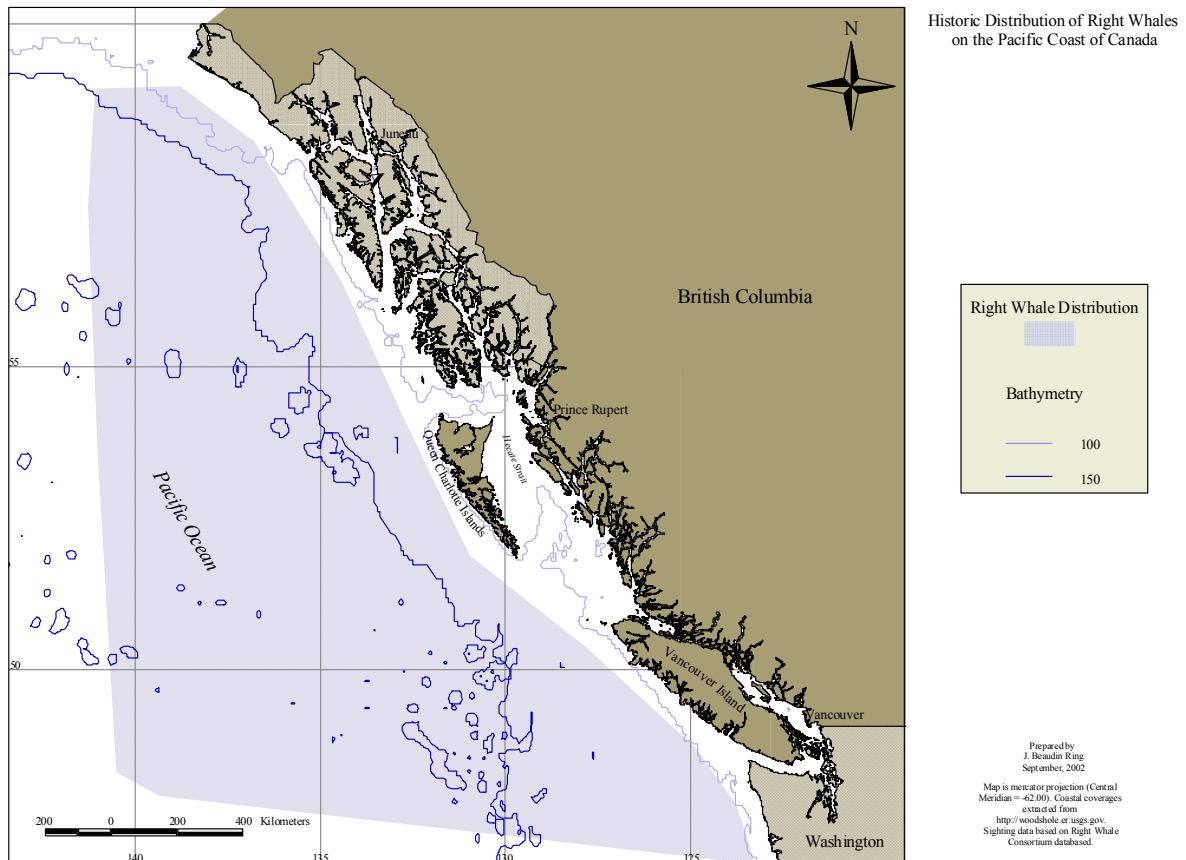 Historic Distribution of Right Whales
on the Pacific Coast of Canada
N
Juneau
British Columbia
55
Prince Rupert
Hecate Strait
Queen Charlotte Islands
Pacific Ocean
50
Vancouver Island
Vancouver
Washington
200 0 200 400 Kilometers
140 135 130 125
Right Whale Distribution
Bathymetry
100
150
Prepared by
J. Beaudin Ring
September, 2002
Map is mercator projection (Central
Meridian = -62.00). Coastal coverages
extracted from
http://woodshole.er.usgs.gov.
Sighting data based on Right Whale
Consortium databased.